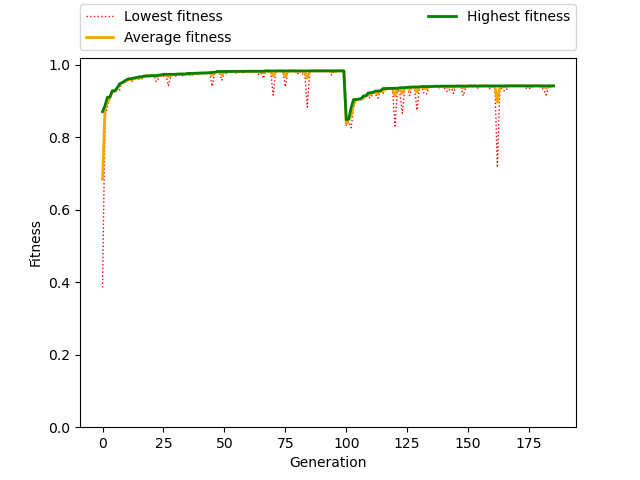 Lowest fitness
Average fitness
Highest fitness
1.0
0.8
0.6
0.4
0.2
0.0
Fitness
0 25 50 75 100 125 150 175
Generation